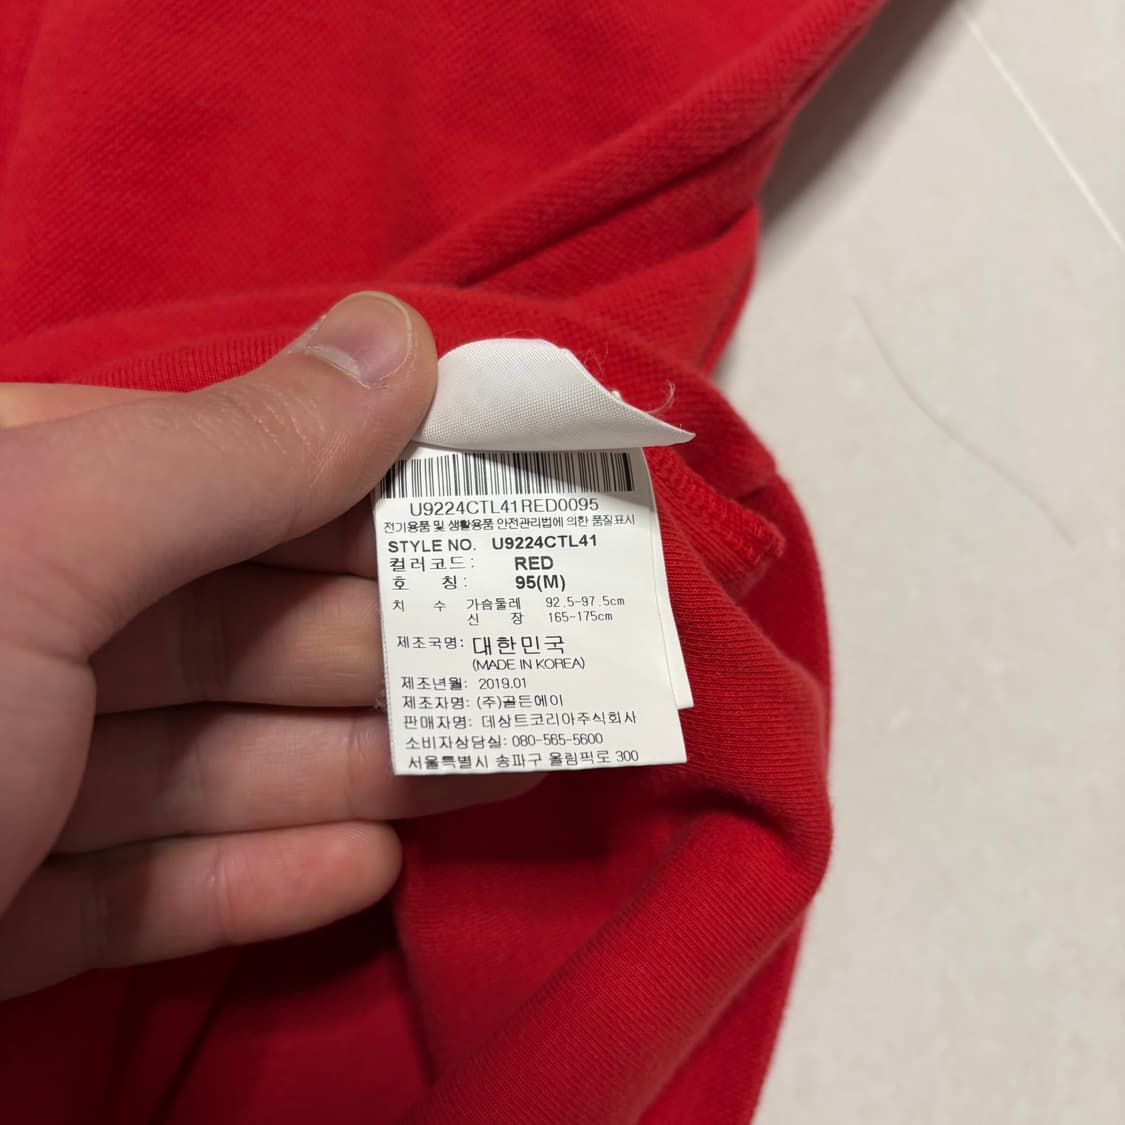 U9224CTL41RED0095
전기용품 및 생활용품 안전관리법에 의한 품질표시
STYLE NO. U9224CTL41
컬러코드: RED
호 칭: 95(M)
치 수 가슴둘레 92.5-97.5cm
신 장 165-175cm
제조국명: 대한민국
(MADE IN KOREA)
제조년월: 2019.01
제조자명: (주)골든에이
판매자명: 데상트코리아주식회사
소비자상담실: 080-565-5600
서울특별시 송파구 올림픽로 300